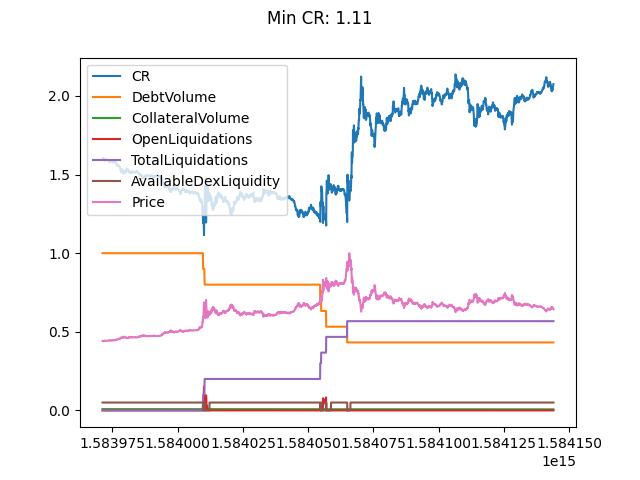 Min CR: 1.11
CR
DebtVolume
CollateralVolume
OpenLiquidations
TotalLiquidations
AvailableDexLiquidity
Price
2.0
1.5
1.0
0.5
0.0
1.583975 1.584000 1.584025 1.584050 1.584075 1.584100 1.584125 1.584150
1e15